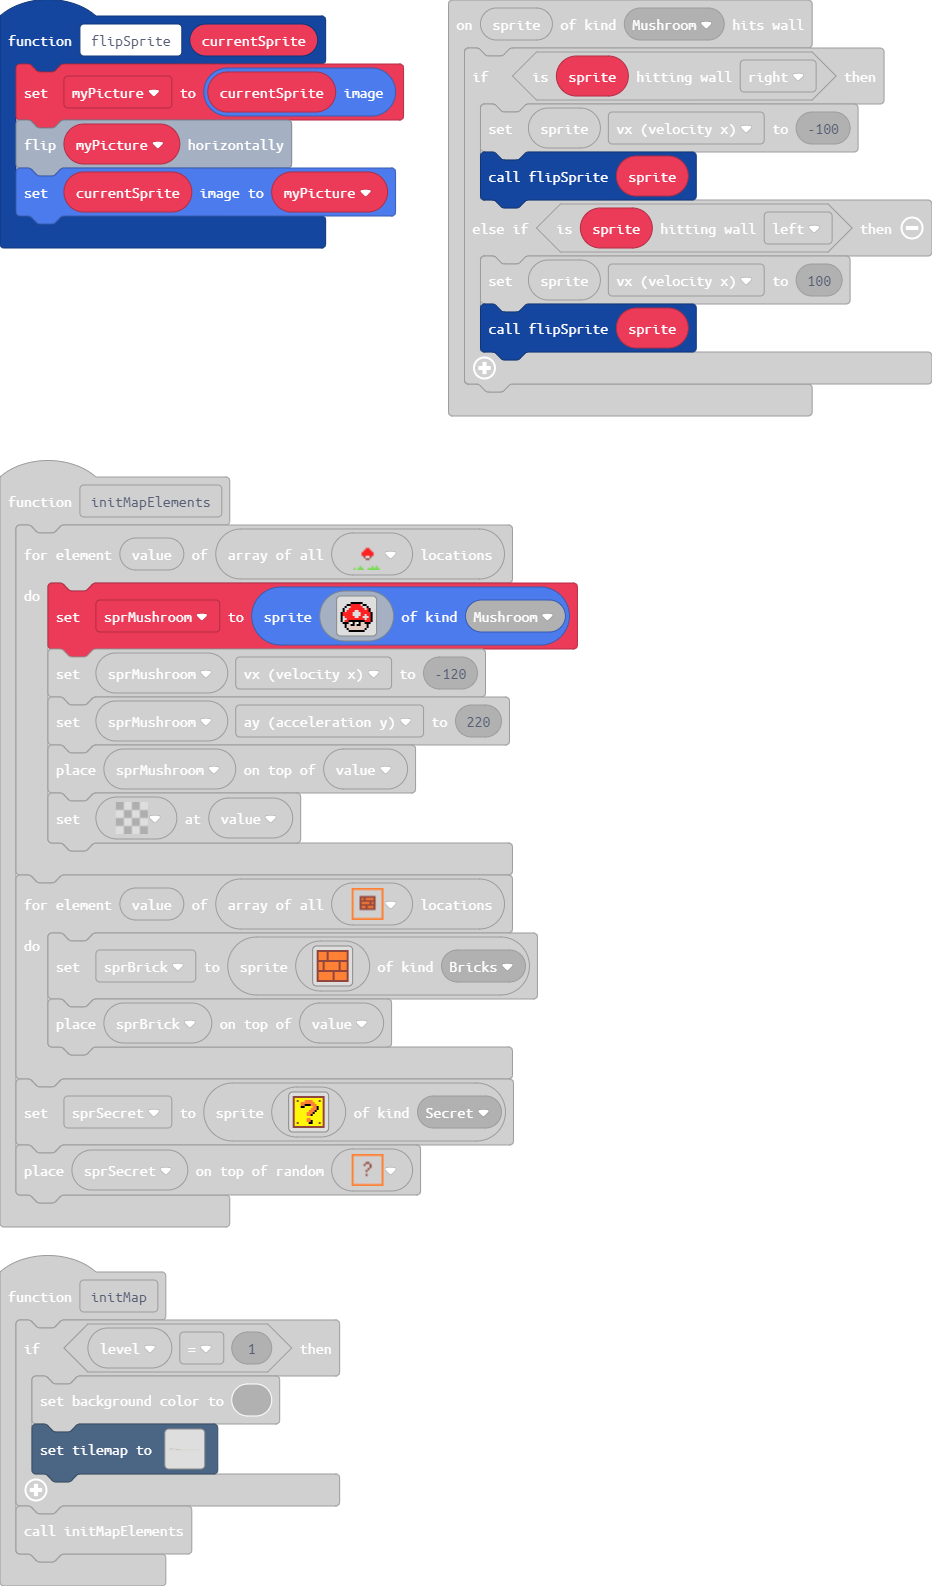 function flipSprite currentSprite
set myPicture to currentSprite image
flip myPicture horizontally
set currentSprite image to myPicture
on sprite of kind Mushroom hits wall
if is sprite hitting wall right then
set sprite vx (velocity x) to -100
call flipSprite sprite
else if is sprite hitting wall left then
set sprite vx (velocity x) to 100
call flipSprite sprite
function initMapElements
for element value of array of all locations
do
set sprMushroom to sprite of kind Mushroom
set sprMushroom vx (velocity x) to -120
set sprMushroom ay (acceleration y) to 220
place sprMushroom on top of value
set at value
for element value of array of all locations
do
set sprBrick to sprite of kind Bricks
place sprBrick on top of value
set sprSecret to sprite ? of kind Secret
place sprSecret on top of random ?
function initMap
if level = 1 then
set background color to
set tilemap to
call initMapElements